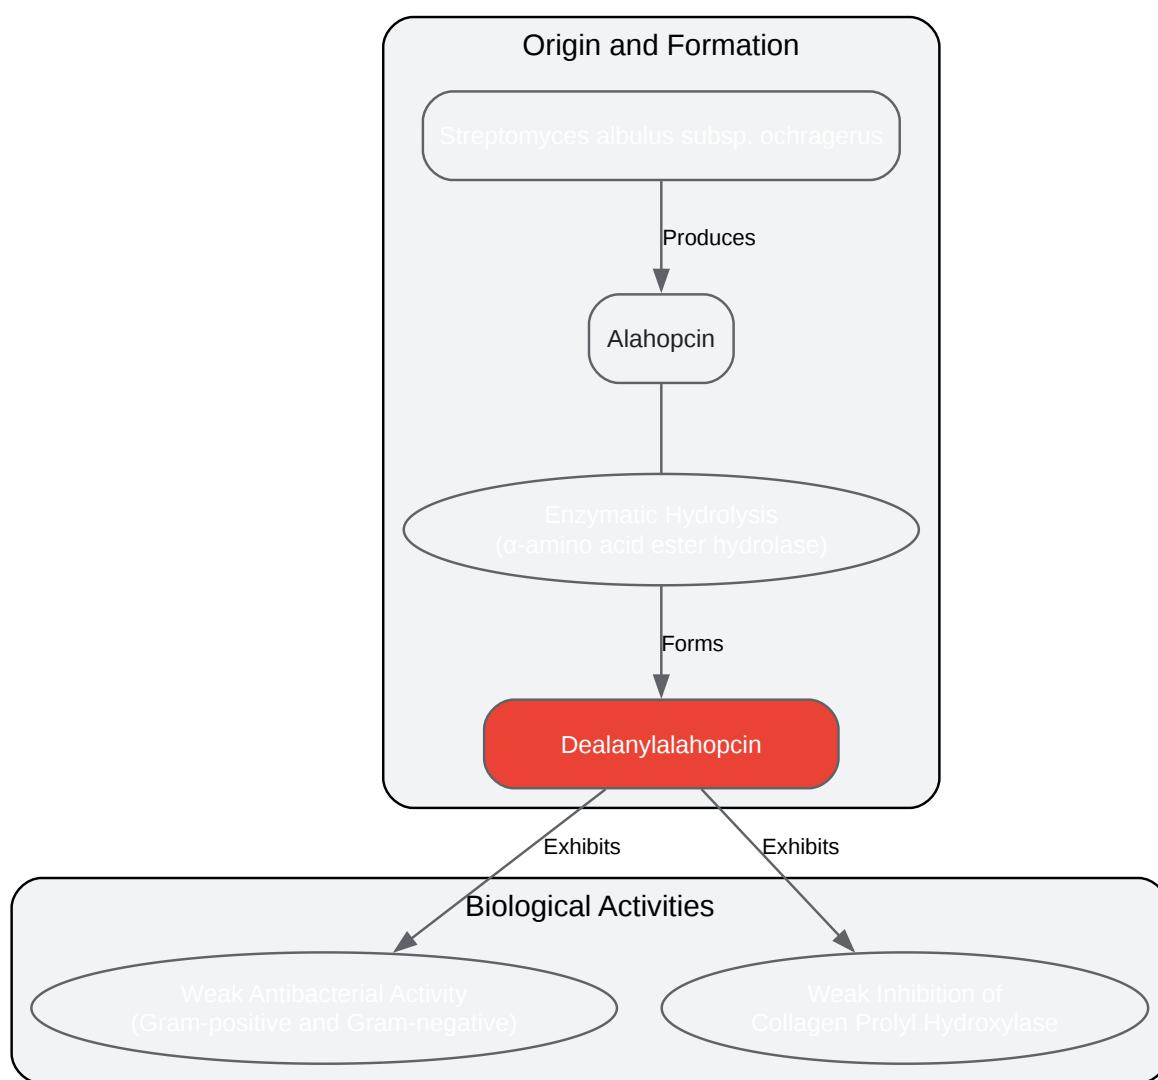 Origin and Formation
Streptomyces albulus subsp. ochragerus
Produces
Alahopcin
Enzymatic Hydrolysis
(α-amino acid ester hydrolase)
Forms
Dealanylalahopcin
Exhibits
Exhibits
Biological Activities
Weak Antibacterial Activity
(Gram-positive and Gram-negative)
Weak Inhibition of
Collagen Prolyl Hydroxylase